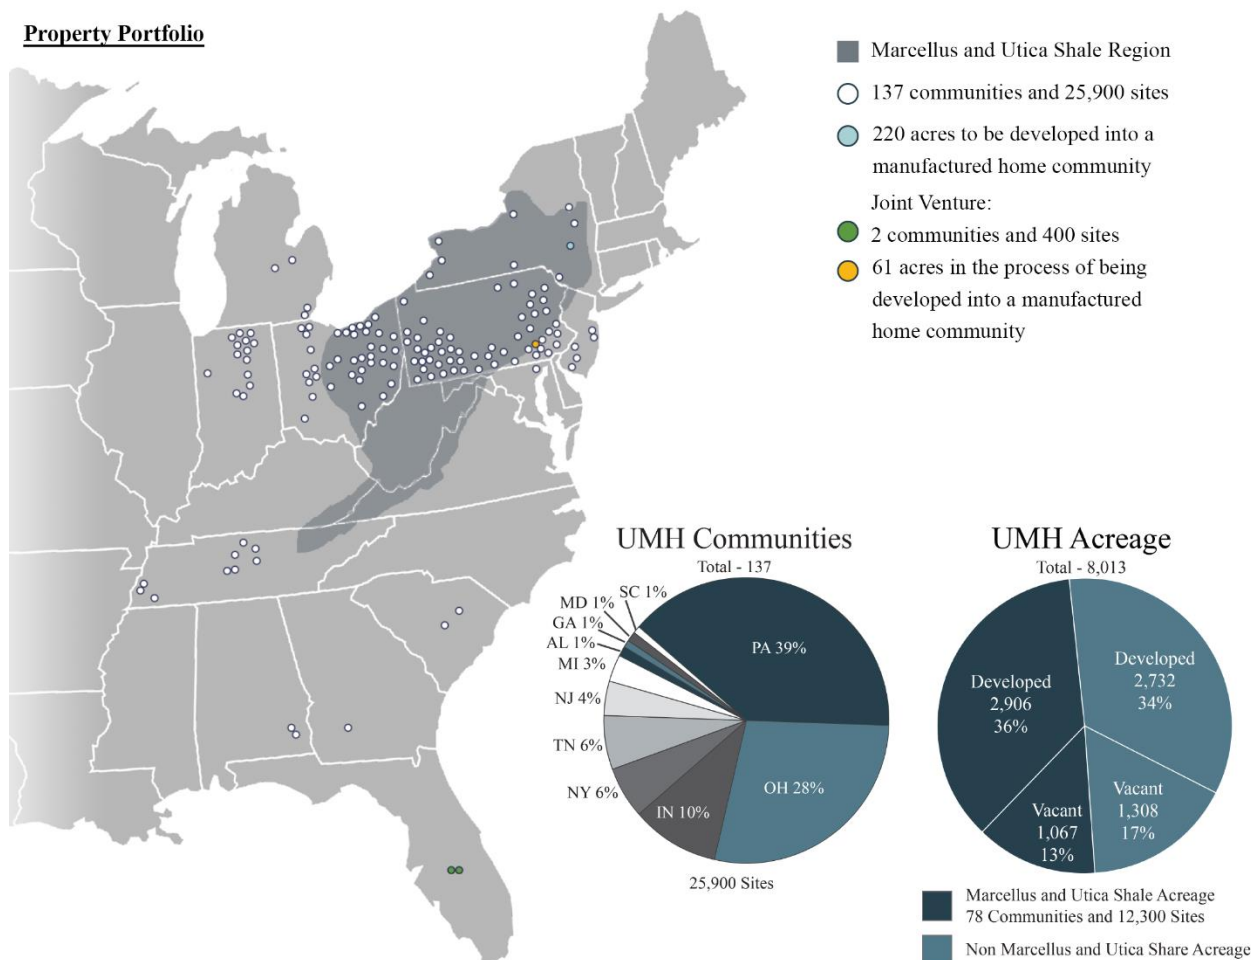 Property Portfolio
Marcellus and Utica Shale Region
137 communities and 25,900 sites
220 acres to be developed into a
manufactured home community
Joint Venture:
2 communities and 400 sites
61 acres in the process of being
developed into a manufactured
home community
UMH Communities
Total - 137
SC 1%
MD 1%
GA 1%
AL 1%
MI 3%
NJ 4%
TN 6%
NY 6%
IN 10%
OH 28%
PA 39%
25,900 Sites
UMH Acreage
Total - 8,013
Developed
2,906
36%
Developed
2,732
34%
Vacant
1,067
13%
Vacant
1,308
17%
Marcellus and Utica Shale Acreage
78 Communities and 12,300 Sites
Non Marcellus and Utica Share Acreage